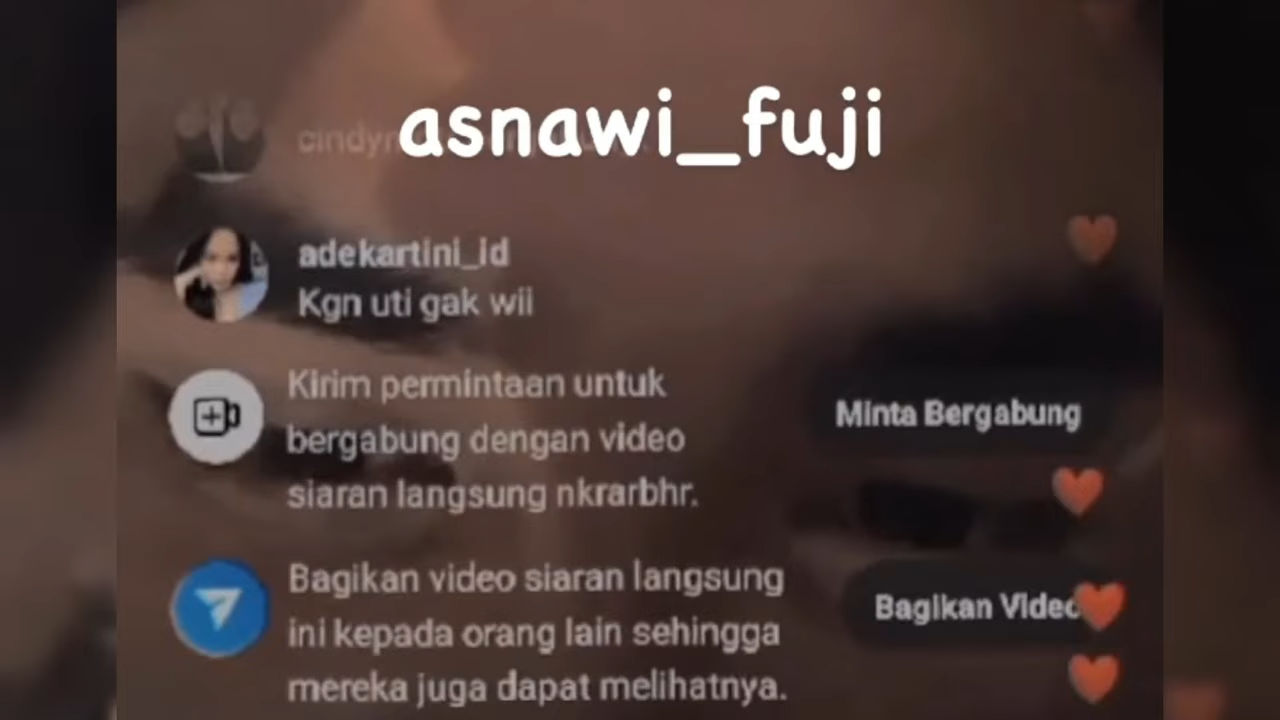 asnawi_fuji
adekartini_id
Kgn uti gak wii
Kirim permintaan untuk
bergabung dengan video
siaran langsung nkrarbhr.
Minta Bergabung
Bagikan video siaran langsung
ini kepada orang lain sehingga
mereka juga dapat melihatnya.
Bagikan Video